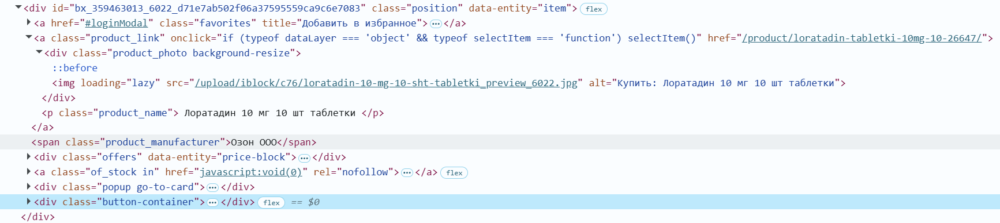 <div id="bx_359463013_6022_d71e7ab502f06a37595559ca9c6e7083" class="position" data-entity="item"> flex
<a href="#loginModal" class="favorites" title="Добавить в избранное"> ••• </a>
<a class="product_link" onclick="if (typeof dataLayer === 'object' && typeof selectItem === 'function') selectItem()" href="/product/loratadin-tabletki-10mg-10-26647/">
<div class="product_photo background-resize">
::before
<img loading="lazy" src="/upload/iblock/c76/loratadin-10-mg-10-sht-tabletki_preview_6022.jpg" alt="Купить: Лоратадин 10 мг 10 шт таблетки">
</div>
<p class="product_name"> Лоратадин 10 мг 10 шт таблетки </p>
</a>
<span class="product_manufacturer">Озон ООО</span>
<div class="offers" data-entity="price-block"> ••• </div>
<a class="of_stock in" href="javascript:void(0)" rel="nofollow"> ••• </a> flex
<div class="popup go-to-card"> ••• </div>
<div class="button-container"> ••• </div> flex == $0
</div>